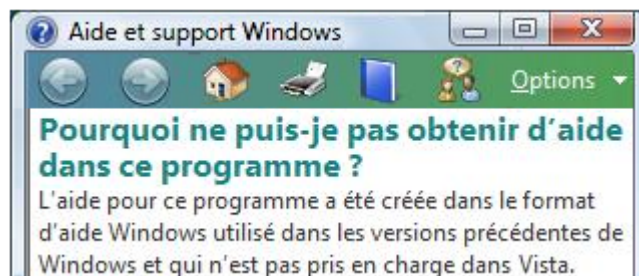 Aide et support Windows
Options
Pourquoi ne puis-je pas obtenir d'aide
dans ce programme ?
L'aide pour ce programme a été créée dans le format
d'aide Windows utilisé dans les versions précédentes de
Windows et qui n'est pas pris en charge dans Vista.